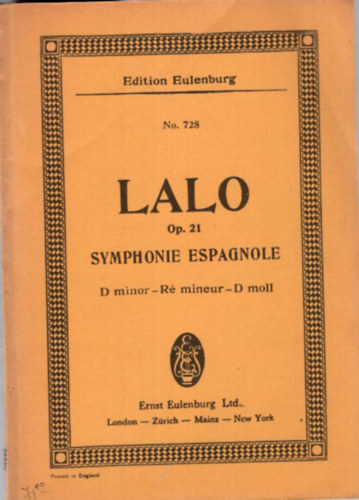 Edition Eulenburg
No. 728
LALO
Op. 21
SYMPHONIE ESPAGNOLE
D minor – Ré mineur – D moll
Ernst Eulenburg Ltd.
London — Zürich — Mainz — New York
Printed in England